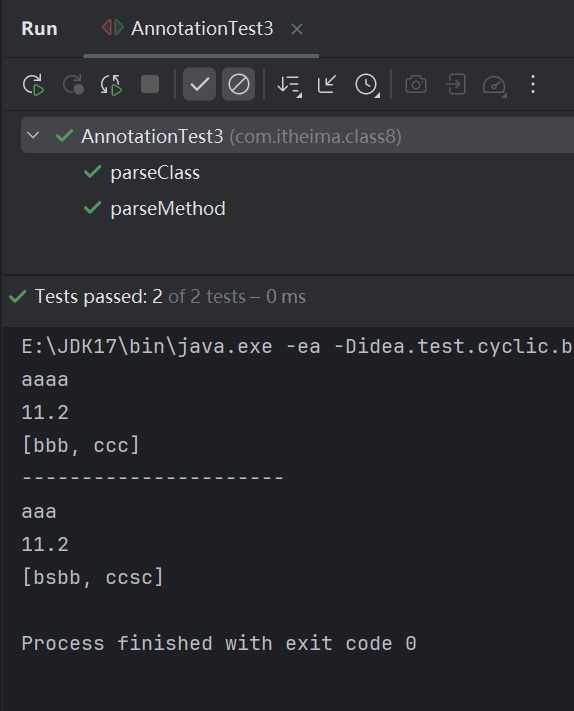 Run AnnotationTest3
AnnotationTest3 (com.itheima.class8)
parseClass
parseMethod
Tests passed: 2 of 2 tests – 0 ms
E:\JDK17\bin\java.exe -ea -Didea.test.cyclic.b
aaaa
11.2
[bbb, ccc]
----------------------
aaa
11.2
[bsbb, ccsc]
Process finished with exit code 0